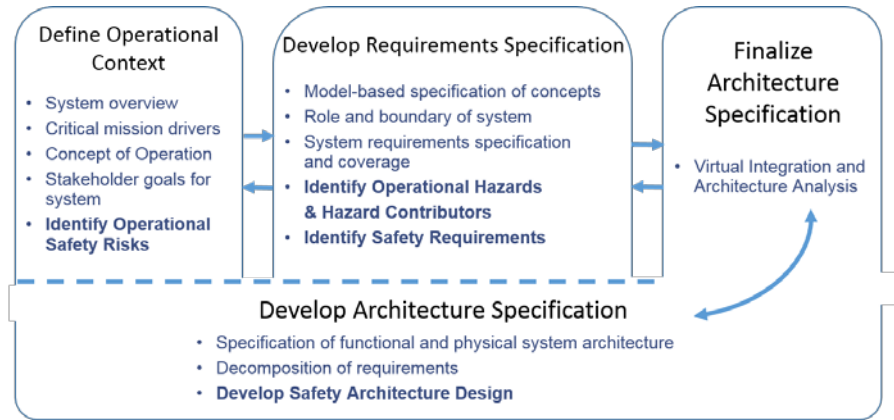 Define Operational
Context
• System overview
• Critical mission drivers
• Concept of Operation
• Stakeholder goals for
system
• Identify Operational
Safety Risks
Develop Requirements Specification
• Model-based specification of concepts
• Role and boundary of system
• System requirements specification
and coverage
• Identify Operational Hazards
& Hazard Contributors
• Identify Safety Requirements
Finalize
Architecture
Specification
• Virtual Integration and
Architecture Analysis
Develop Architecture Specification
• Specification of functional and physical system architecture
• Decomposition of requirements
• Develop Safety Architecture Design